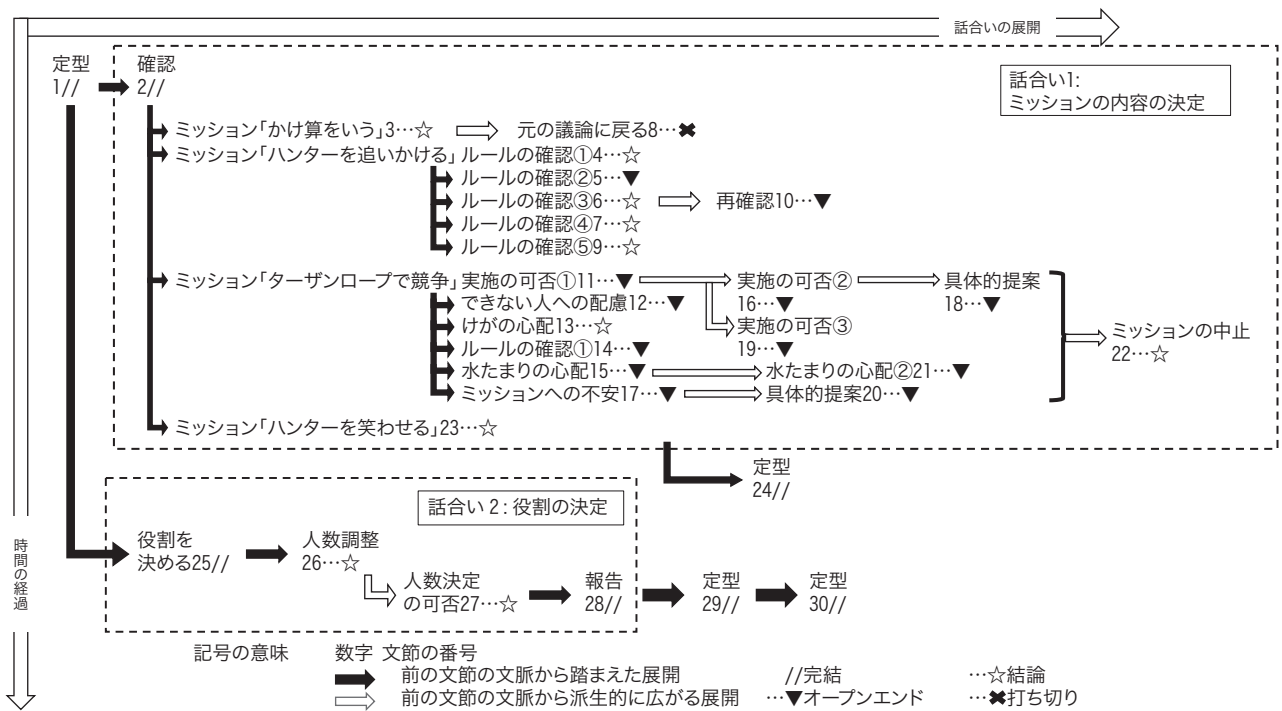 話合いの展開
定型
1//
確認
2//
話合い1:
ミッションの内容の決定
ミッション「かけ算をいう」3…☆
元の議論に戻る8…✖
ミッション「ハンターを追いかける」ルールの確認①4…☆
ルールの確認②5…▼
ルールの確認③6…☆
再確認10…▼
ルールの確認④7…☆
ルールの確認⑤9…☆
ミッション「ターザンロープで競争」実施の可否①11…▼
実施の可否②
16…▼
具体的提案
18…▼
できない人への配慮12…▼
けがの心配13…☆
実施の可否③
19…▼
ルールの確認①14…▼
水たまりの心配15…▼
水たまりの心配②21…▼
ミッションへの不安17…▼
具体的提案20…▼
ミッションの中止
22…☆
ミッション「ハンターを笑わせる」23…☆
定型
24//
話合い 2 : 役割の決定
役割を
決める25//
人数調整
26…☆
人数決定
の可否27…☆
報告
28//
定型
29//
定型
30//
時間の経過
記号の意味
数字 文節の番号
前の文節の文脈から踏まえた展開
//完結
…☆結論
前の文節の文脈から派生的に広がる展開
…▼オープンエンド
…✖打ち切り